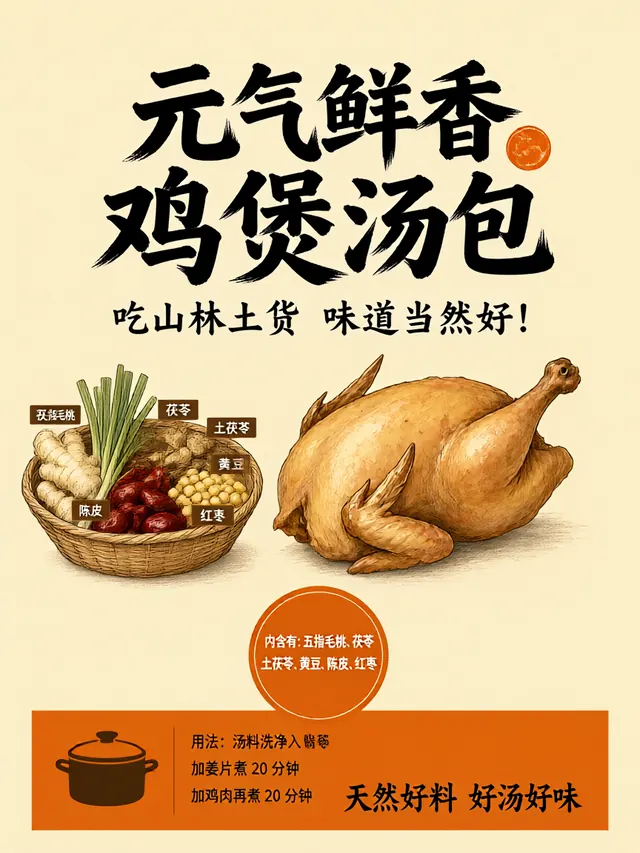 元气鲜香
鸡煲汤包
吃山林土货 味道当然好!
指毛桃
茯苓
土茯苓
黄豆
陈皮
红枣
内含有: 五指毛桃、茯苓
土茯苓、黄豆、陈皮、红枣
用法: 汤料洗净入
加姜片煮 20 分钟
加鸡肉再煮 20 分钟
天然好料 好汤好味